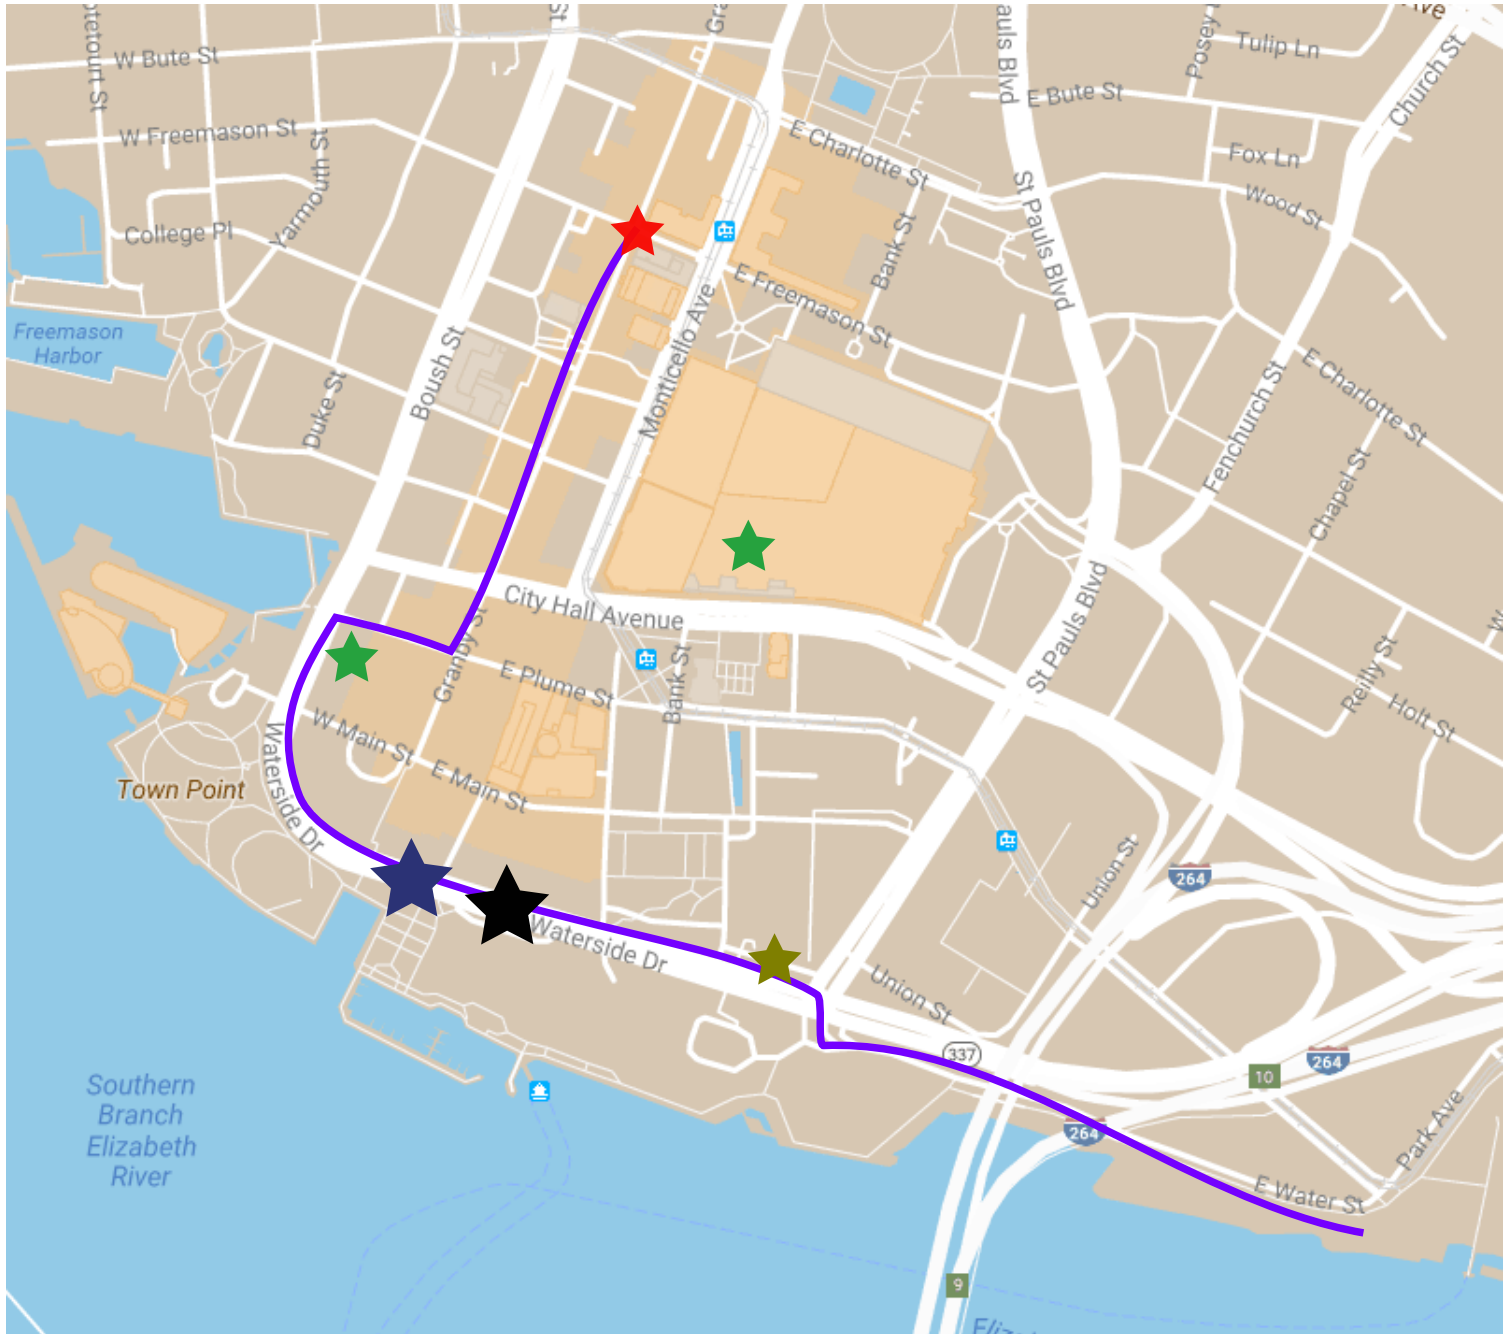 St
Gra
Ave
Tulip Ln
W Bute St
Church St
E Bute St
W Freemason St
E Charlotte St
Fox Ln
Yarmouth St
St Pauls Blvd
Wood St
College Pl
Bank St
E Freemason St
Freemason
Harbor
Monticello Ave
Boush St
E Charlotte St
Duke St
Fenchurch St
Chapel St
City Hall Avenue
St Pauls Blvd
Granby St
E Plume St
Bank St
Reilly St
Holt St
W Main St
Waterside Dr
E Main St
Town Point
Union St
264
Waterside Dr
Union St
337
264
10
Southern
Branch
Elizabeth
River
264
Park Ave
E Water St
9